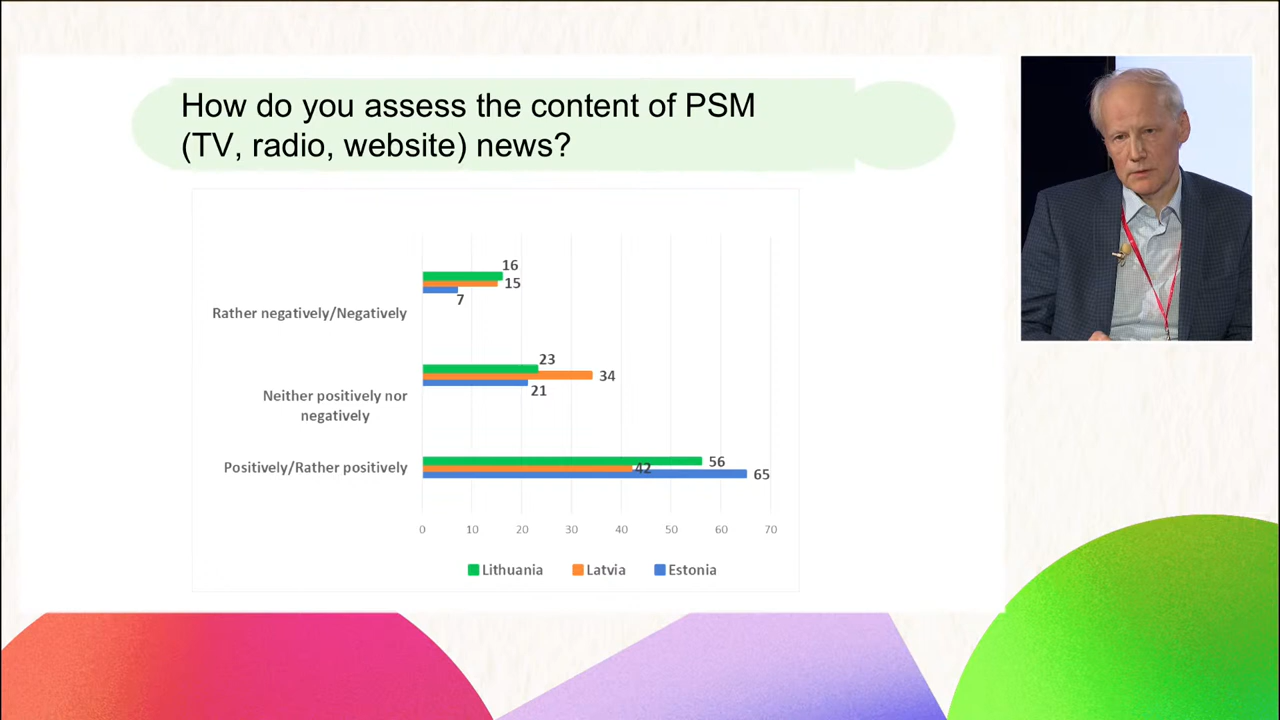 How do you assess the content of PSM
(TV, radio, website) news?
16
15
7
Rather negatively/Negatively
23
34
21
Neither positively nor
negatively
56
42
65
Positively/Rather positively
0 10 20 30 40 50 60 70
Lithuania Latvia Estonia